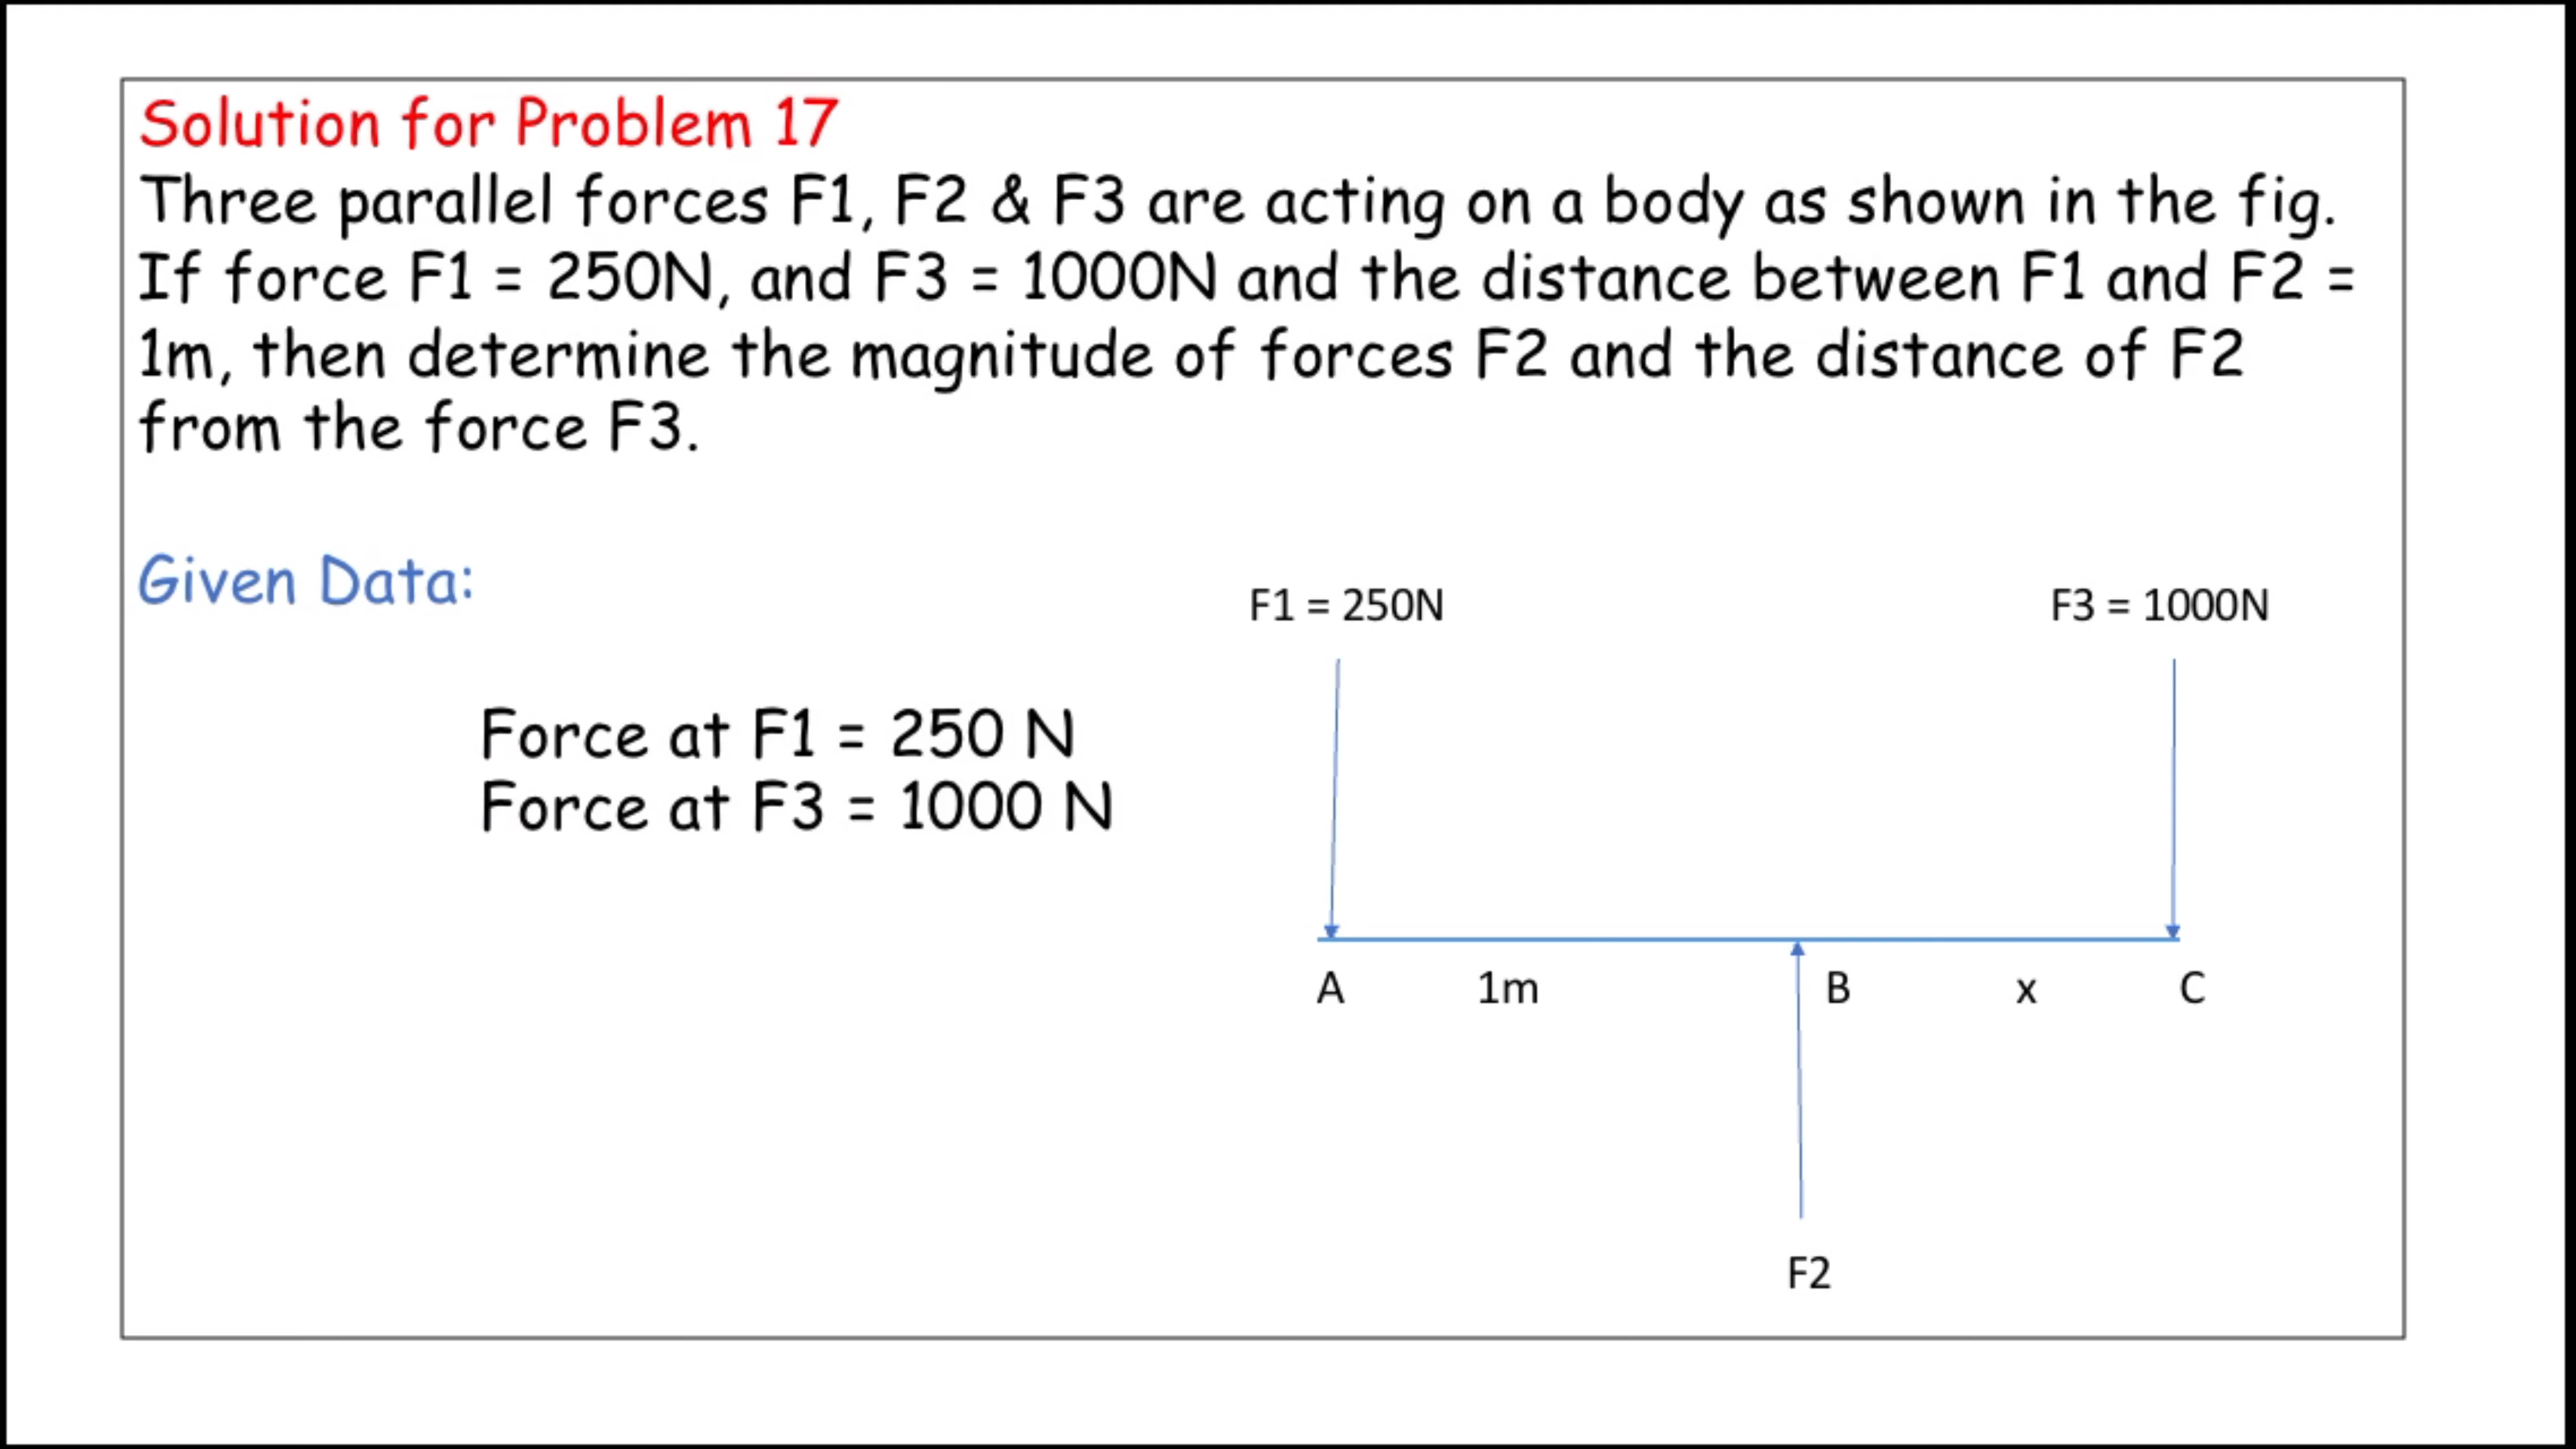 Solution for Problem 17
Three parallel forces F1, F2 & F3 are acting on a body as shown in the fig.
If force F1 = 250N, and F3 = 1000N and the distance between F1 and F2 =
1m, then determine the magnitude of forces F2 and the distance of F2
from the force F3.
Given Data:
F1 = 250N
F3 = 1000N
Force at F1 = 250 N
Force at F3 = 1000 N
A 1m B x C
F2